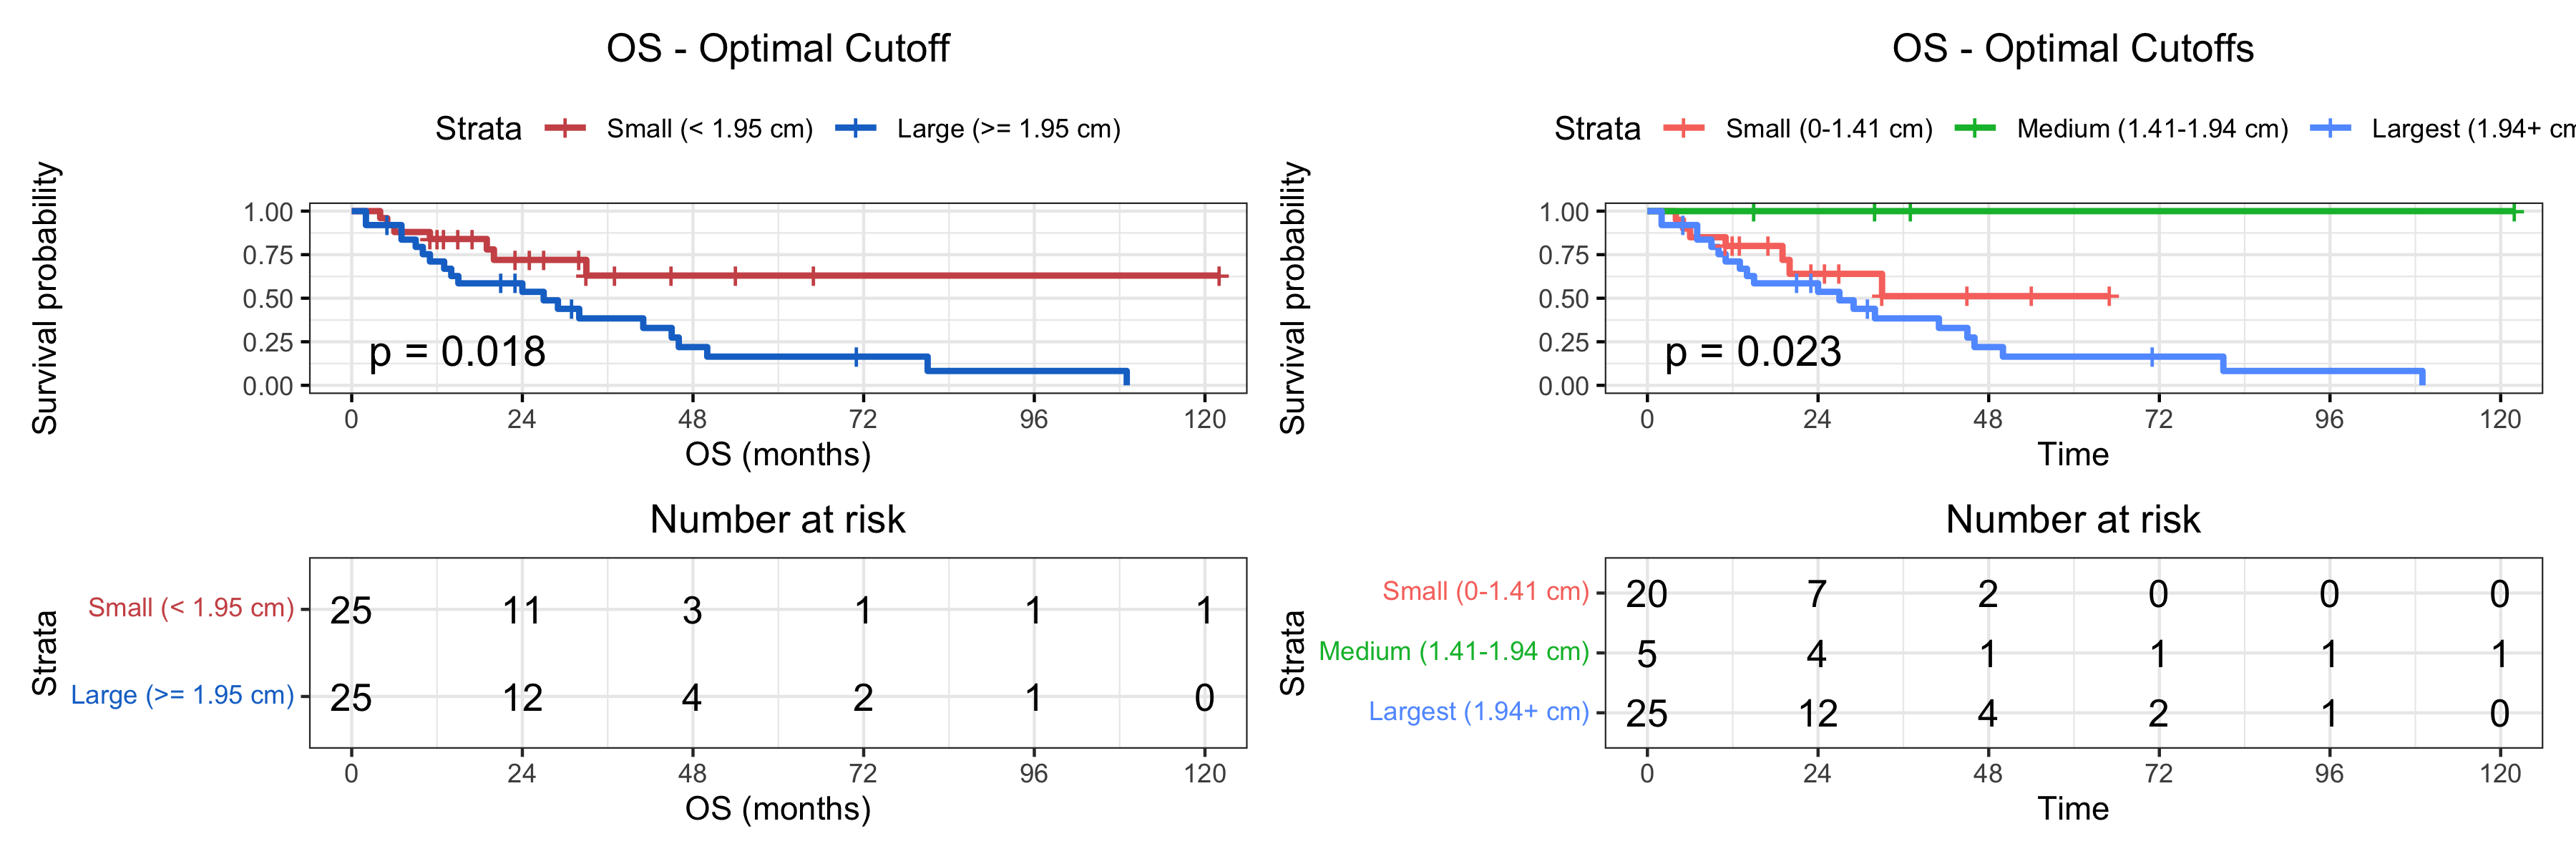 OS - Optimal Cutoff
Strata Small (< 1.95 cm) Large (>= 1.95 cm)
Survival probability
1.00
0.75
0.50
0.25
0.00
p = 0.018
0 24 48 72 96 120
OS (months)
Number at risk
Strata
Small (< 1.95 cm) 25 11 3 1 1 1
Large (>= 1.95 cm) 25 12 4 2 1 0
0 24 48 72 96 120
OS (months)
OS - Optimal Cutoffs
Strata Small (0-1.41 cm) Medium (1.41-1.94 cm) Largest (1.94+ cm
Survival probability
1.00
0.75
0.50
0.25
0.00
p = 0.023
0 24 48 72 96 120
Time
Number at risk
Strata
Small (0-1.41 cm) 20 7 2 0 0 0
Medium (1.41-1.94 cm) 5 4 1 1 1 1
Largest (1.94+ cm) 25 12 4 2 1 0
0 24 48 72 96 120
Time